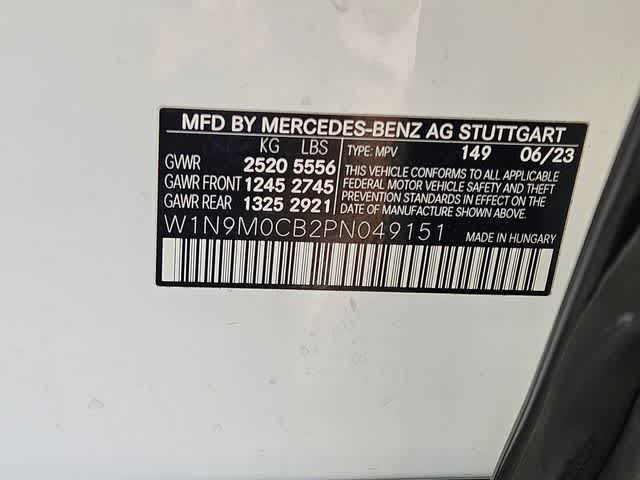 MFD BY MERCEDES-BENZ AG STUTTGART
KG LBS TYPE: MPV 149 06/23
GVWR 2520 5556
GAWR FRONT 1245 2745
GAWR REAR 1325 2921
THIS VEHICLE CONFORMS TO ALL APPLICABLE
FEDERAL MOTOR VEHICLE SAFETY AND THEFT
PREVENTION STANDARDS IN EFFECT ON THE
DATE OF MANUFACTURE SHOWN ABOVE.
W1N9M0CB2PN049151 MADE IN HUNGARY